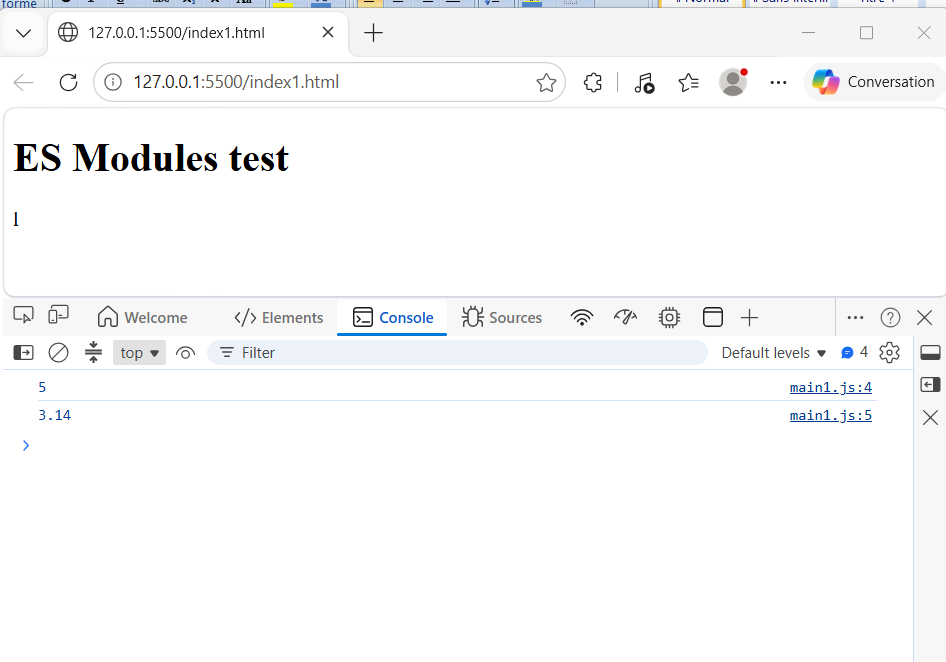 forme
127.0.0.1:5500/index1.html
127.0.0.1:5500/index1.html
Conversation
ES Modules test
l
Welcome
</> Elements
Console
Sources
top
Filter
Default levels
4
5 main1.js:4
3.14 main1.js:5